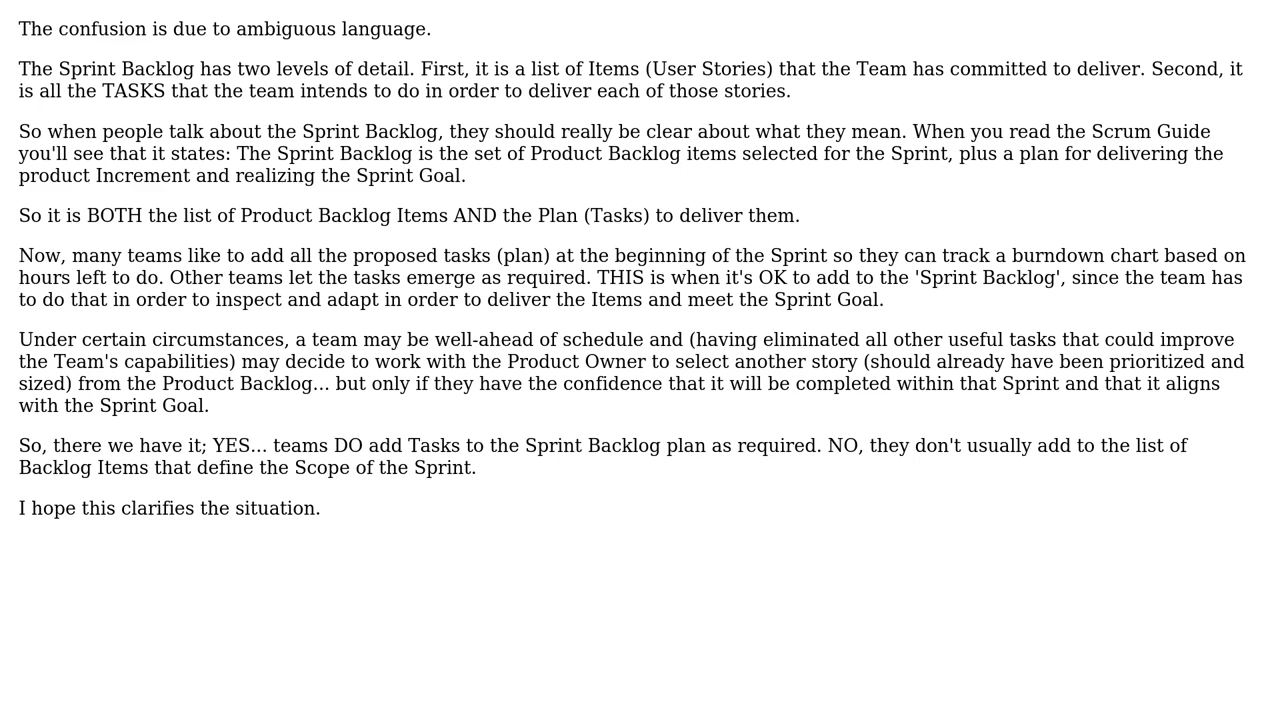 The confusion is due to ambiguous language.
The Sprint Backlog has two levels of detail. First, it is a list of Items (User Stories) that the Team has committed to deliver. Second, it
is all the TASKS that the team intends to do in order to deliver each of those stories.
So when people talk about the Sprint Backlog, they should really be clear about what they mean. When you read the Scrum Guide
you'll see that it states: The Sprint Backlog is the set of Product Backlog items selected for the Sprint, plus a plan for delivering the
product Increment and realizing the Sprint Goal.
So it is BOTH the list of Product Backlog Items AND the Plan (Tasks) to deliver them.
Now, many teams like to add all the proposed tasks (plan) at the beginning of the Sprint so they can track a burndown chart based on
hours left to do. Other teams let the tasks emerge as required. THIS is when it's OK to add to the 'Sprint Backlog', since the team has
to do that in order to inspect and adapt in order to deliver the Items and meet the Sprint Goal.
Under certain circumstances, a team may be well-ahead of schedule and (having eliminated all other useful tasks that could improve
the Team's capabilities) may decide to work with the Product Owner to select another story (should already have been prioritized and
sized) from the Product Backlog... but only if they have the confidence that it will be completed within that Sprint and that it aligns
with the Sprint Goal.
So, there we have it; YES... teams DO add Tasks to the Sprint Backlog plan as required. NO, they don't usually add to the list of
Backlog Items that define the Scope of the Sprint.
I hope this clarifies the situation.